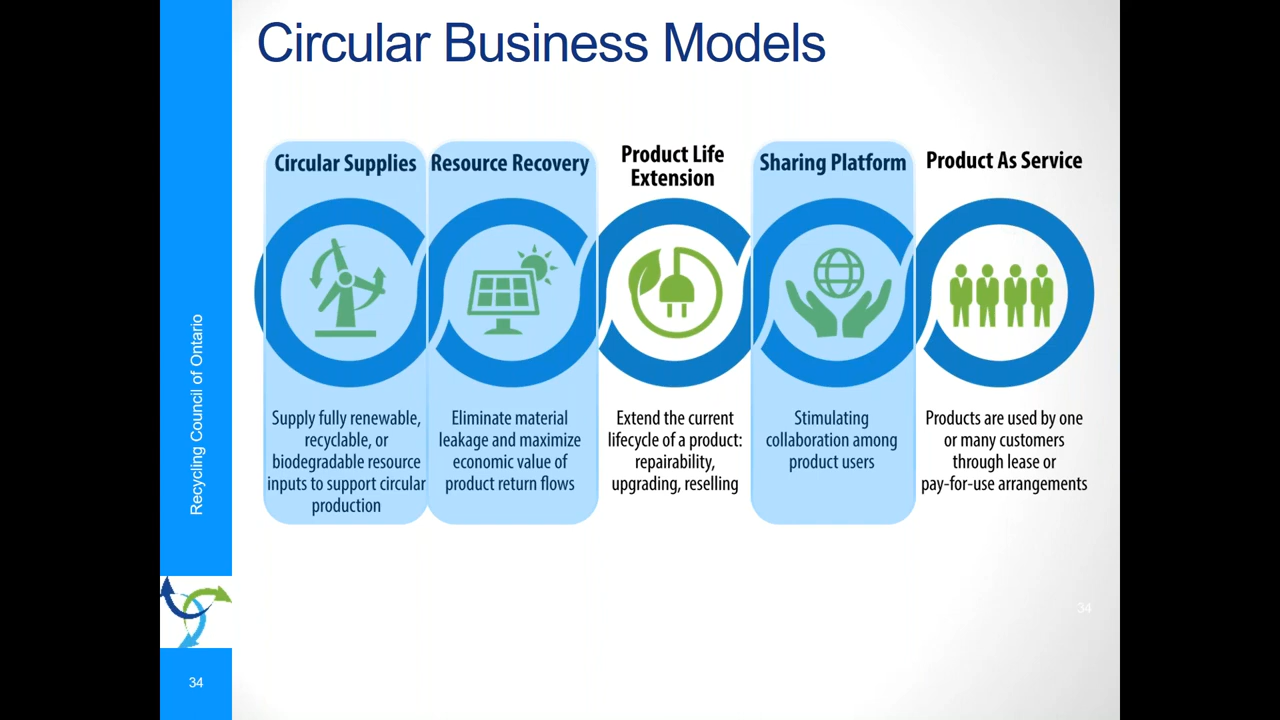 Circular Business Models
Circular Supplies
Supply fully renewable,
recyclable, or
biodegradable resource
inputs to support circular
production
Resource Recovery
Eliminate material
leakage and maximize
economic value of
product return flows
Product Life
Extension
Extend the current
lifecycle of a product:
repairability,
upgrading, reselling
Sharing Platform
Stimulating
collaboration among
product users
Product As Service
Products are used by one
or many customers
through lease or
pay-for-use arrangements
Recycling Council of Ontario
34
34